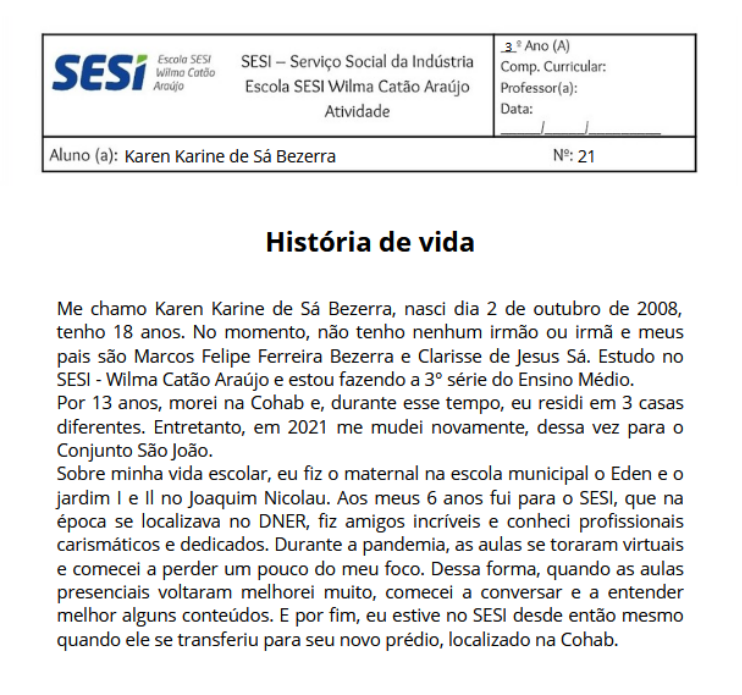 SESI
Escola SESI
Wilma Catão
Araújo
SESI – Serviço Social da Indústria
Escola SESI Wilma Catão Araújo
Atividade
3 º Ano (A)
Comp. Curricular:
Professor(a):
Data:
______/______/__________
Aluno (a): Karen Karine de Sá Bezerra Nº: 21
História de vida
Me chamo Karen Karine de Sá Bezerra, nasci dia 2 de outubro de 2008,
tenho 18 anos. No momento, não tenho nenhum irmão ou irmã e meus
pais são Marcos Felipe Ferreira Bezerra e Clarisse de Jesus Sá. Estudo no
SESI - Wilma Catão Araújo e estou fazendo a 3º série do Ensino Médio.
Por 13 anos, morei na Cohab e, durante esse tempo, eu residi em 3 casas
diferentes. Entretanto, em 2021 me mudei novamente, dessa vez para o
Conjunto São João.
Sobre minha vida escolar, eu fiz o maternal na escola municipal o Eden e o
jardim I e Il no Joaquim Nicolau. Aos meus 6 anos fui para o SESI, que na
época se localizava no DNER, fiz amigos incríveis e conheci profissionais
carismáticos e dedicados. Durante a pandemia, as aulas se toraram virtuais
e comecei a perder um pouco do meu foco. Dessa forma, quando as aulas
presenciais voltaram melhorei muito, comecei a conversar e a entender
melhor alguns conteúdos. E por fim, eu estive no SESI desde então mesmo
quando ele se transferiu para seu novo prédio, localizado na Cohab.